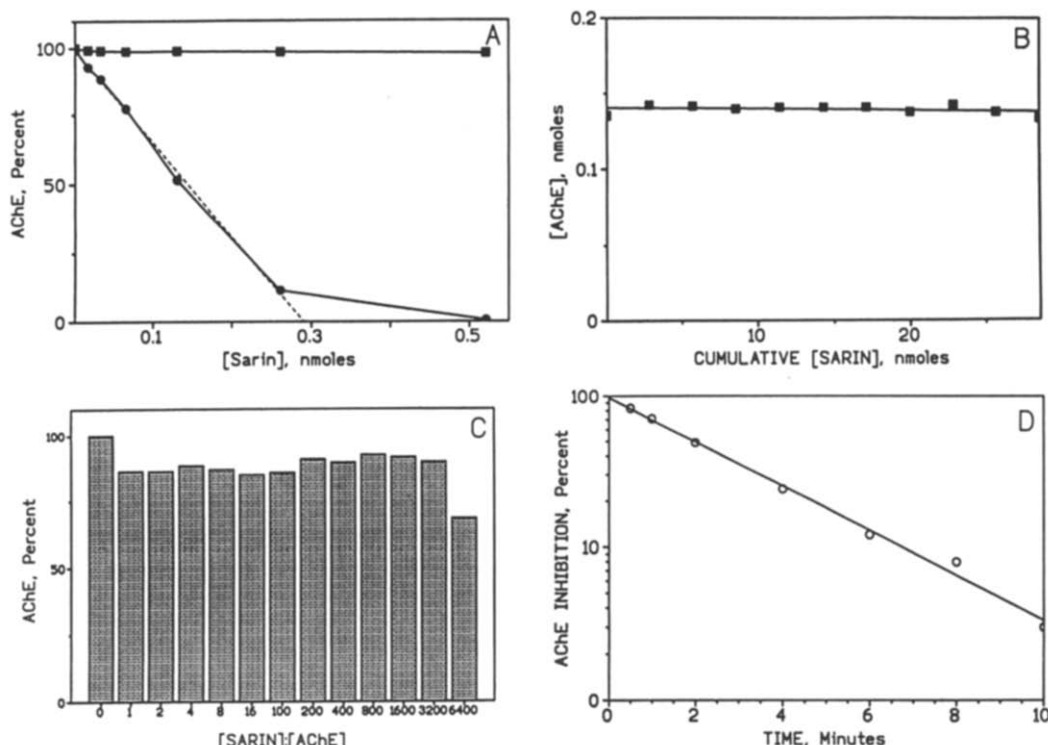 A
AChE, Percent
100
50
0
0.1
0.3
0.5
[Sarin], nmoles
B
[AChE], nmoles
0.2
0.1
0
10
20
CUMULATIVE [SARIN], nmoles
C
AChE, Percent
100
50
0
0 1 2 4 8 16 100 200 400 800 1600 3200 6400
[SARIN]:[AChE]
D
AChE INHIBITION, Percent
100
10
0
0 2 4 6 8 10
TIME, Minutes